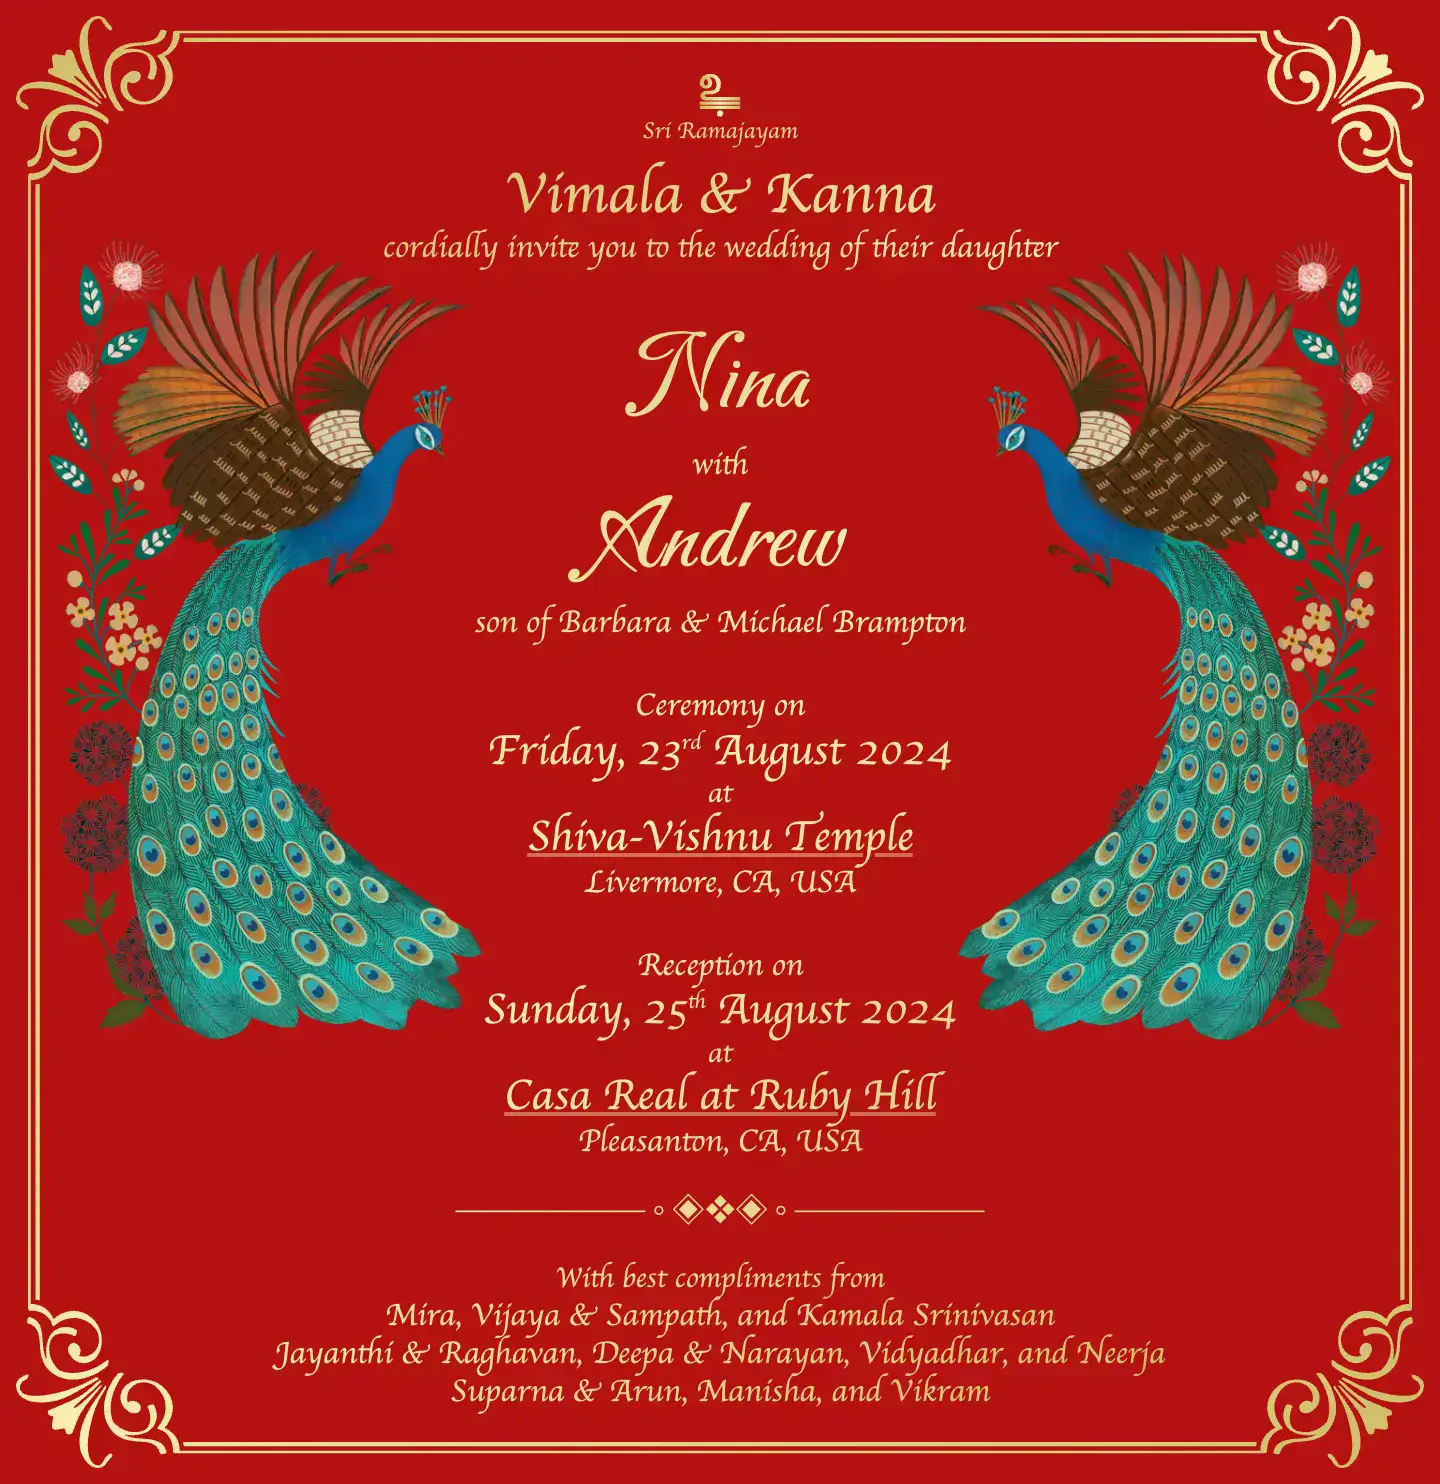 உ
Sri Ramajayam
Vimala & Kanna
cordially invite you to the wedding of their daughter
Nina
with
Andrew
son of Barbara & Michael Brampton
Ceremony on
Friday, 23rd August 2024
at
Shiva-Vishnu Temple
Livermore, CA, USA
Reception on
Sunday, 25th August 2024
at
Casa Real at Ruby Hill
Pleasanton, CA, USA
With best compliments from
Mira, Vijaya & Sampath, and Kamala Srinivasan
Jayanthi & Raghavan, Deepa & Narayan, Vidyadhar, and Neerja
Suparna & Arun, Manisha, and Vikram